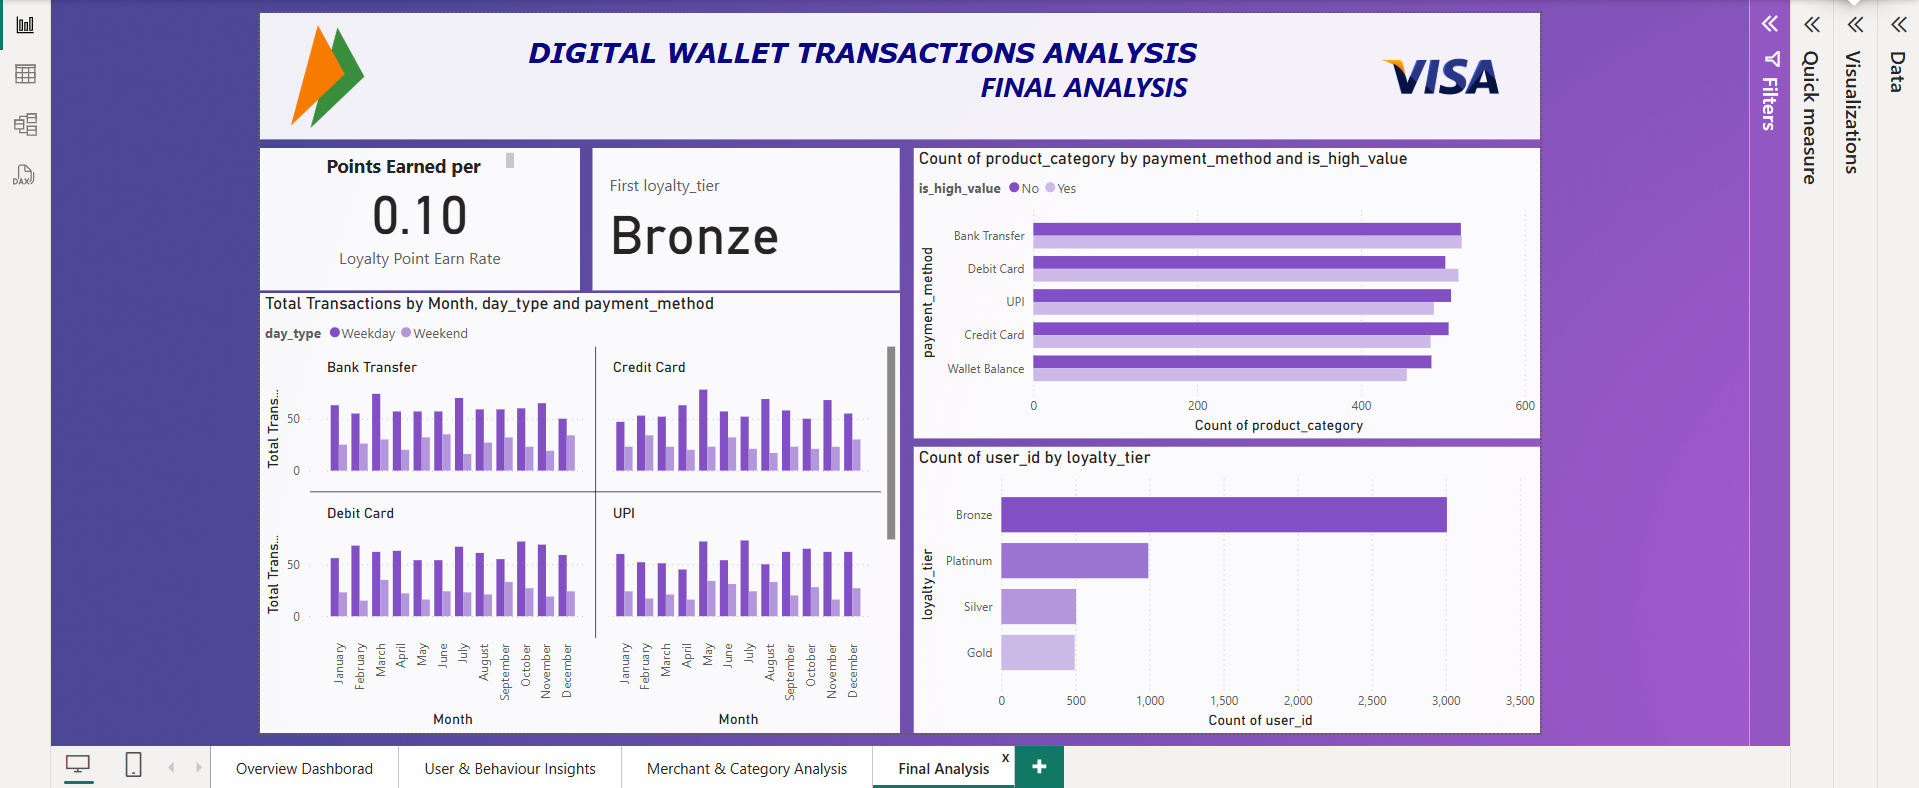 DIGITAL WALLET TRANSACTIONS ANALYSIS
FINAL ANALYSIS
VISA
Points Earned per
0.10
Loyalty Point Earn Rate
First loyalty_tier
Bronze
Total Transactions by Month, day_type and payment_method
day_type Weekday Weekend
Bank Transfer
Credit Card
Total Trans...
50
0
Debit Card
UPI
Total Trans...
50
0
January February March April May June July August September October November December
January February March April May June July August September October November December
Month
Month
Count of product_category by payment_method and is_high_value
is_high_value No Yes
payment_method
Bank Transfer
Debit Card
UPI
Credit Card
Wallet Balance
0 200 400 600
Count of product_category
Count of user_id by loyalty_tier
loyalty_tier
Bronze
Platinum
Silver
Gold
0 500 1,000 1,500 2,000 2,500 3,000 3,500
Count of user_id
Filters
Quick measure
Visualizations
Data
DAX
Overview Dashborad
User & Behaviour Insights
Merchant & Category Analysis
Final Analysis
x
+